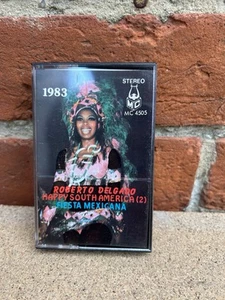 1983
STEREO
MC
MC 4505
ROBERTO DELGADO
HAPPY SOUTH AMERICA (2)
FIESTA MEXICANA